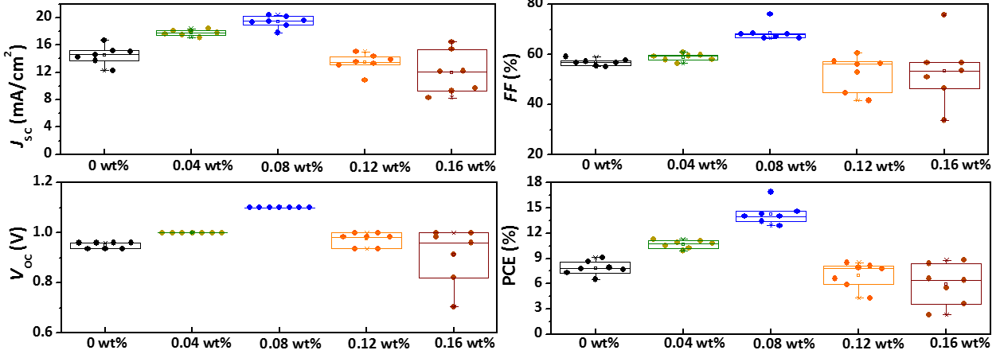 20
16
12
8
4
0
J SC (mA/cm²)
0 wt%
0.04 wt%
0.08 wt%
0.12 wt%
0.16 wt%
80
60
40
20
FF (%)
0 wt%
0.04 wt%
0.08 wt%
0.12 wt%
0.16 wt%
1.2
1.0
0.8
0.6
V OC (V)
0 wt%
0.04 wt%
0.08 wt%
0.12 wt%
0.16 wt%
18
15
12
9
6
3
0
PCE (%)
0 wt%
0.04 wt%
0.08 wt%
0.12 wt%
0.16 wt%